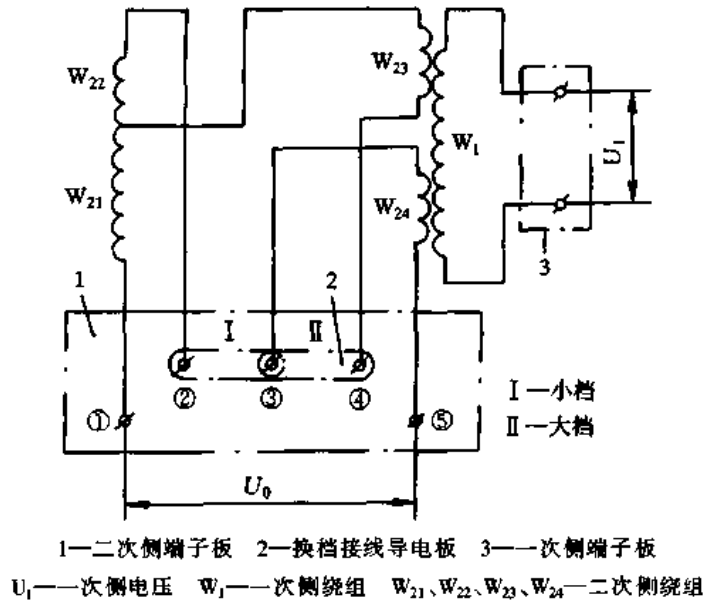 W₂₂
W₂₃
W₁
U₁
W₂₁
W₂₄
3
1
2
Ⅰ Ⅱ
② ③ ④
Ⅰ—小档
① ⑤
Ⅱ—大档
U₀
1—二次侧端子板 2—换档接线导电板 3—一次侧端子板
U₁—一次侧电压 W₁—一次侧绕组 W₂₁、W₂₂、W₂₃、W₂₄—二次侧绕组